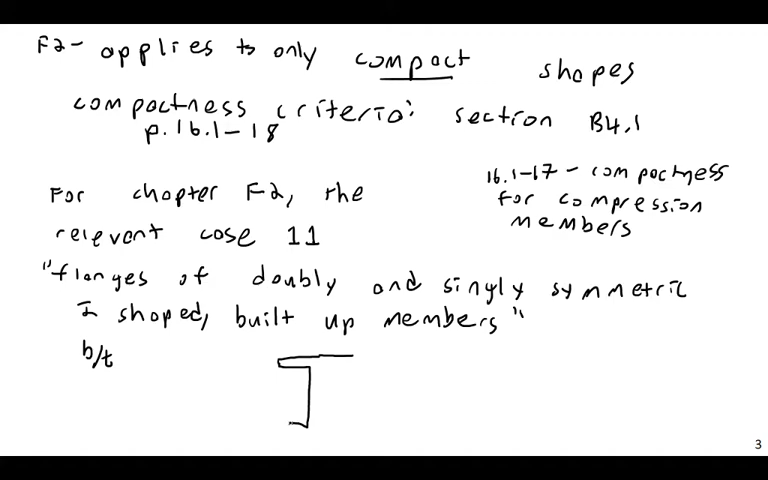 F2- applies to only compact shapes
compactness criteria: section B4.1
p.16.1-18
16.1-17 - compactness
for compression
members
For chapter F2, the
relevent case 11
"flanges of doubly and singly symmetric
I shaped, built up members"
b/t
3